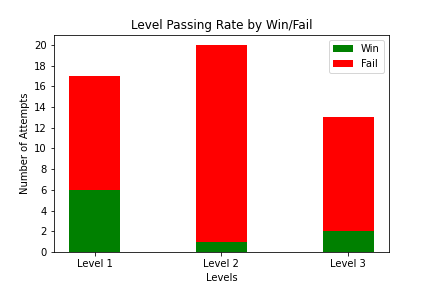 Level Passing Rate by Win/Fail
Win
Fail
20
18
16
14
12
10
8
6
4
2
0
Number of Attempts
Level 1
Level 2
Level 3
Levels